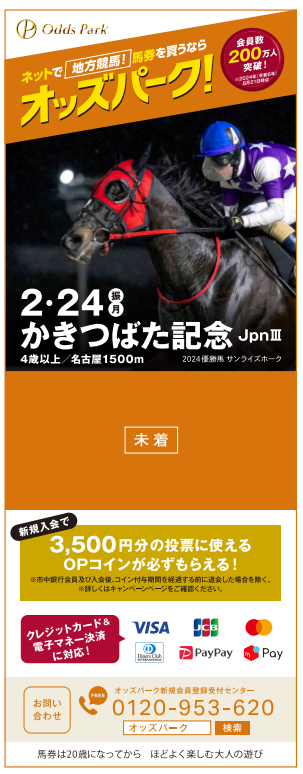 Odds Park
ネットで地方競馬!馬券を買うなら
オッズパーク!
会員数
200万人
突破!
※2024年(令和6年)
8月21日時点
2・24 振月
かきつばた記念 JpnⅢ
4歳以上/名古屋1500m
2024優勝馬 サンライズホーク
未着
新規入会で
3,500円分の投票に使える
OPコインが必ずもらえる!
※市中銀行会員及び入会後、コイン付与期間を経過する前に退会した場合を除く。
※詳しくはキャンペーンページをご確認ください。
クレジットカード&
電子マネー決済
に対応!
VISA JCB mastercard
Diners Club INTERNATIONAL PayPay Pay
お問い
合わせ
FREE
オッズパーク新規会員登録受付センター
0120-953-620
オッズパーク 検索
馬券は20歳になってから ほどよく楽しむ大人の遊び